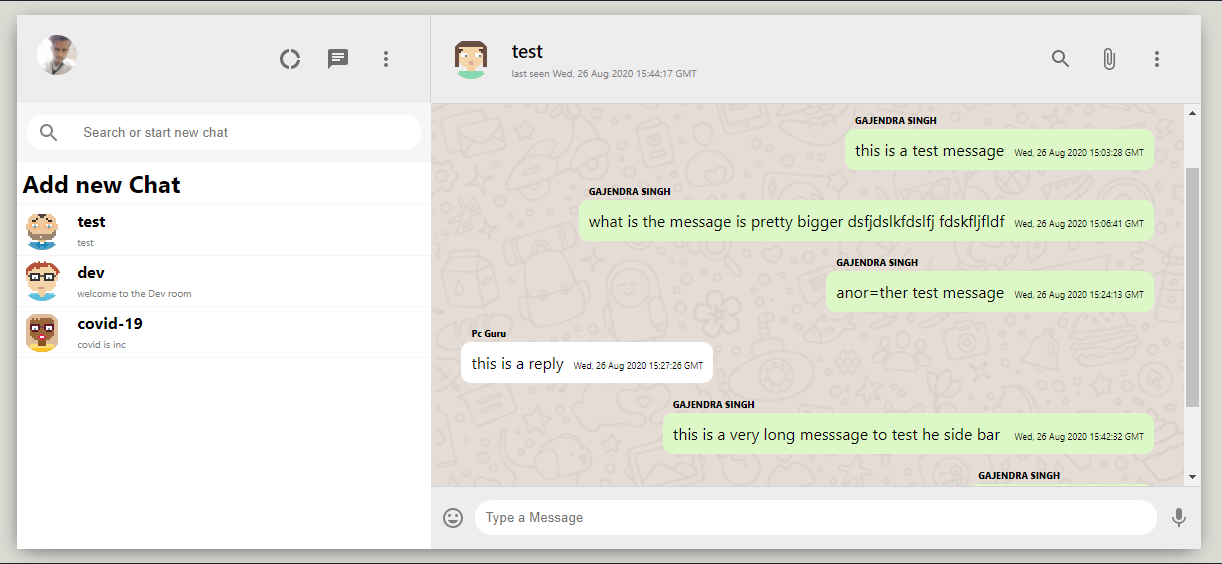 test
last seen Wed, 26 Aug 2020 15:44:17 GMT
Search or start new chat
Add new Chat
test
test
dev
welcome to the Dev room
covid-19
covid is inc
GAJENDRA SINGH
this is a test message Wed, 26 Aug 2020 15:03:28 GMT
GAJENDRA SINGH
what is the message is pretty bigger dsfjdslkfdslfj fdskfljfldf Wed, 26 Aug 2020 15:06:41 GMT
GAJENDRA SINGH
anor=ther test message Wed, 26 Aug 2020 15:24:13 GMT
Pc Guru
this is a reply Wed, 26 Aug 2020 15:27:26 GMT
GAJENDRA SINGH
this is a very long messsage to test he side bar Wed, 26 Aug 2020 15:42:32 GMT
GAJENDRA SINGH
Type a Message